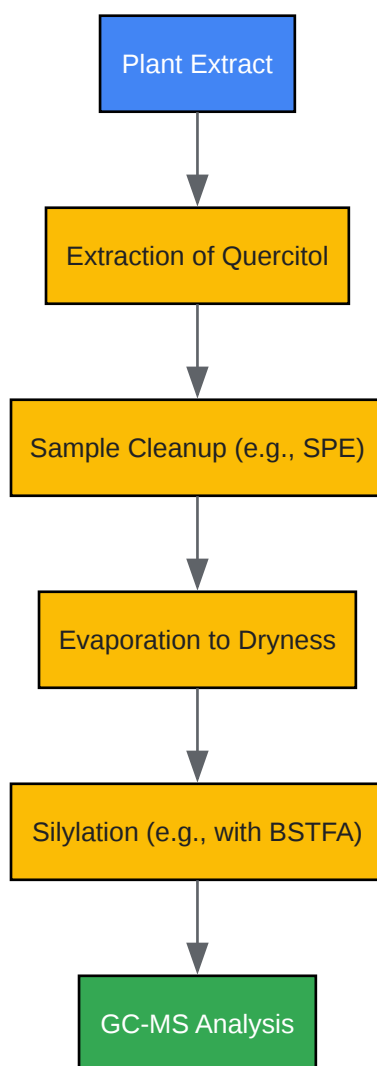 Plant Extract
Extraction of Quercitol
Sample Cleanup (e.g., SPE)
Evaporation to Dryness
Silylation (e.g., with BSTFA)
GC-MS Analysis